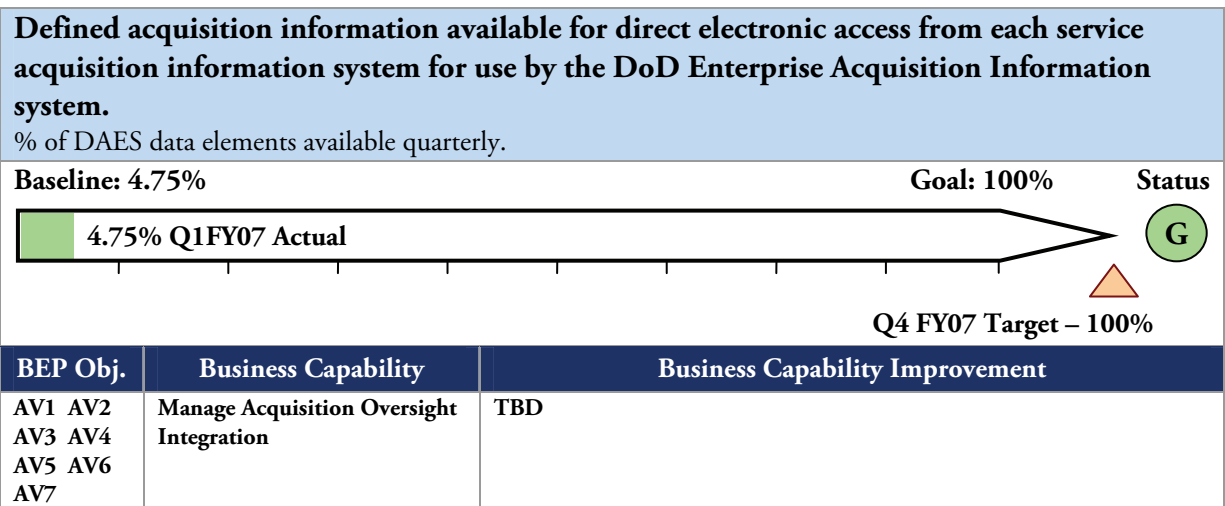 Defined acquisition information available for direct electronic access from each service
acquisition information system for use by the DoD Enterprise Acquisition Information
system.
% of DAES data elements available quarterly.
Baseline: 4.75% Goal: 100% Status
4.75% Q1FY07 Actual G
Q4 FY07 Target – 100%
BEP Obj. Business Capability Business Capability Improvement
AV1 AV2 Manage Acquisition Oversight TBD
AV3 AV4 Integration
AV5 AV6
AV7